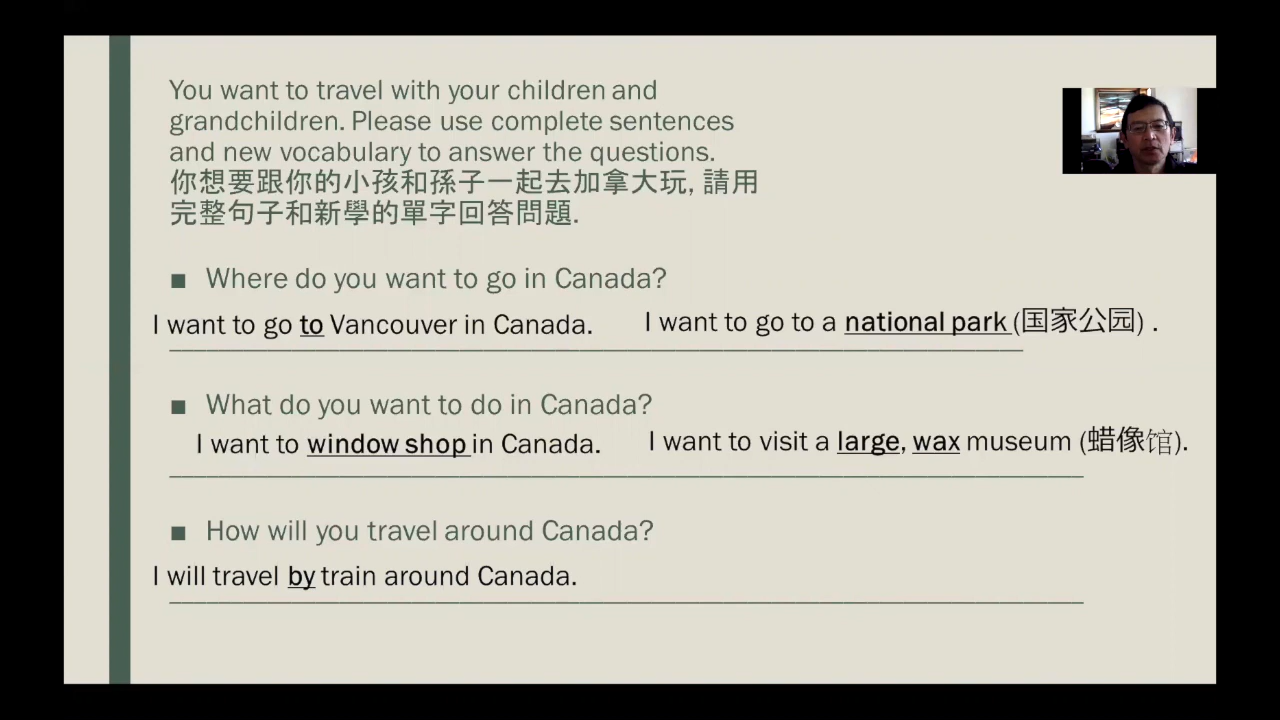 You want to travel with your children and
grandchildren. Please use complete sentences
and new vocabulary to answer the questions.
你想要跟你的小孩和孫子一起去加拿大玩, 請用
完整句子和新學的單字回答問題.
■ Where do you want to go in Canada?
I want to go to Vancouver in Canada. I want to go to a national park (国家公园) .
■ What do you want to do in Canada?
I want to window shop in Canada. I want to visit a large, wax museum (蜡像馆).
■ How will you travel around Canada?
I will travel by train around Canada.